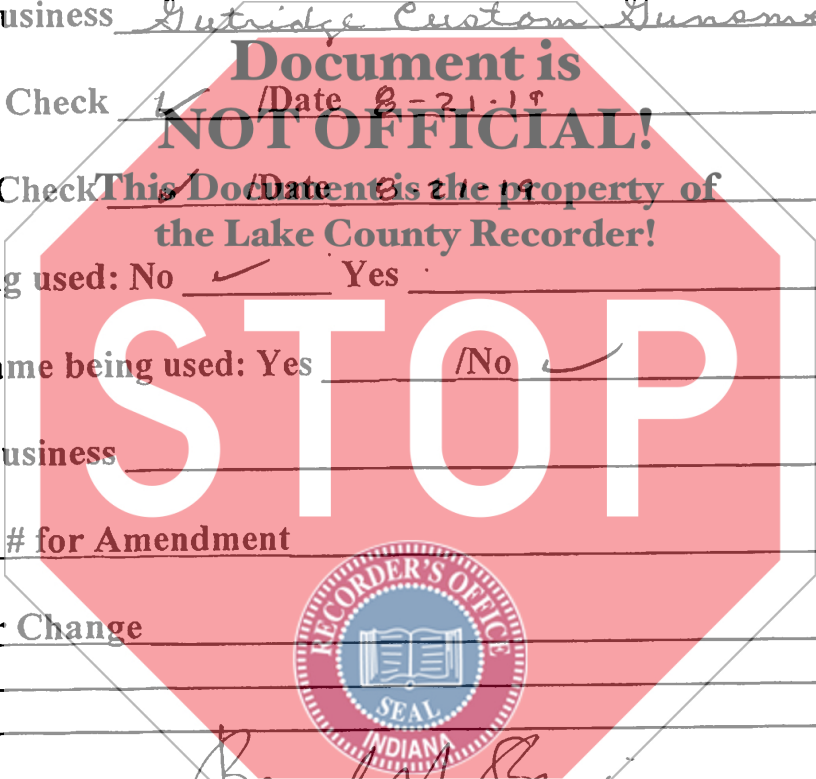 usiness Gutridge Custom Gunsm
Document is
Check ✓ /Date 8-21-19
NOT OFFICIAL!
Check ✓ /Date 8-21-19
This Document is the property of
the Lake County Recorder!
g used: No ✓ Yes
me being used: Yes /No ✓
STOP
usiness
# for Amendment
Change
RECORDER'S OFFICE
SEAL
INDIANA